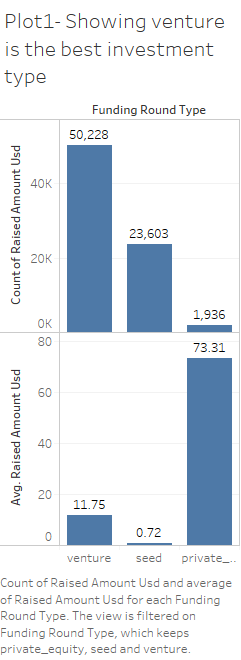 Plot1- Showing venture
is the best investment
type
Funding Round Type
Count of Raised Amount Usd
50,228
23,603
1,936
40K
20K
0K
Avg. Raised Amount Usd
80
60
40
20
0
73.31
11.75
0.72
venture seed private_..
Count of Raised Amount Usd and average
of Raised Amount Usd for each Funding
Round Type. The view is filtered on
Funding Round Type, which keeps
private_equity, seed and venture.